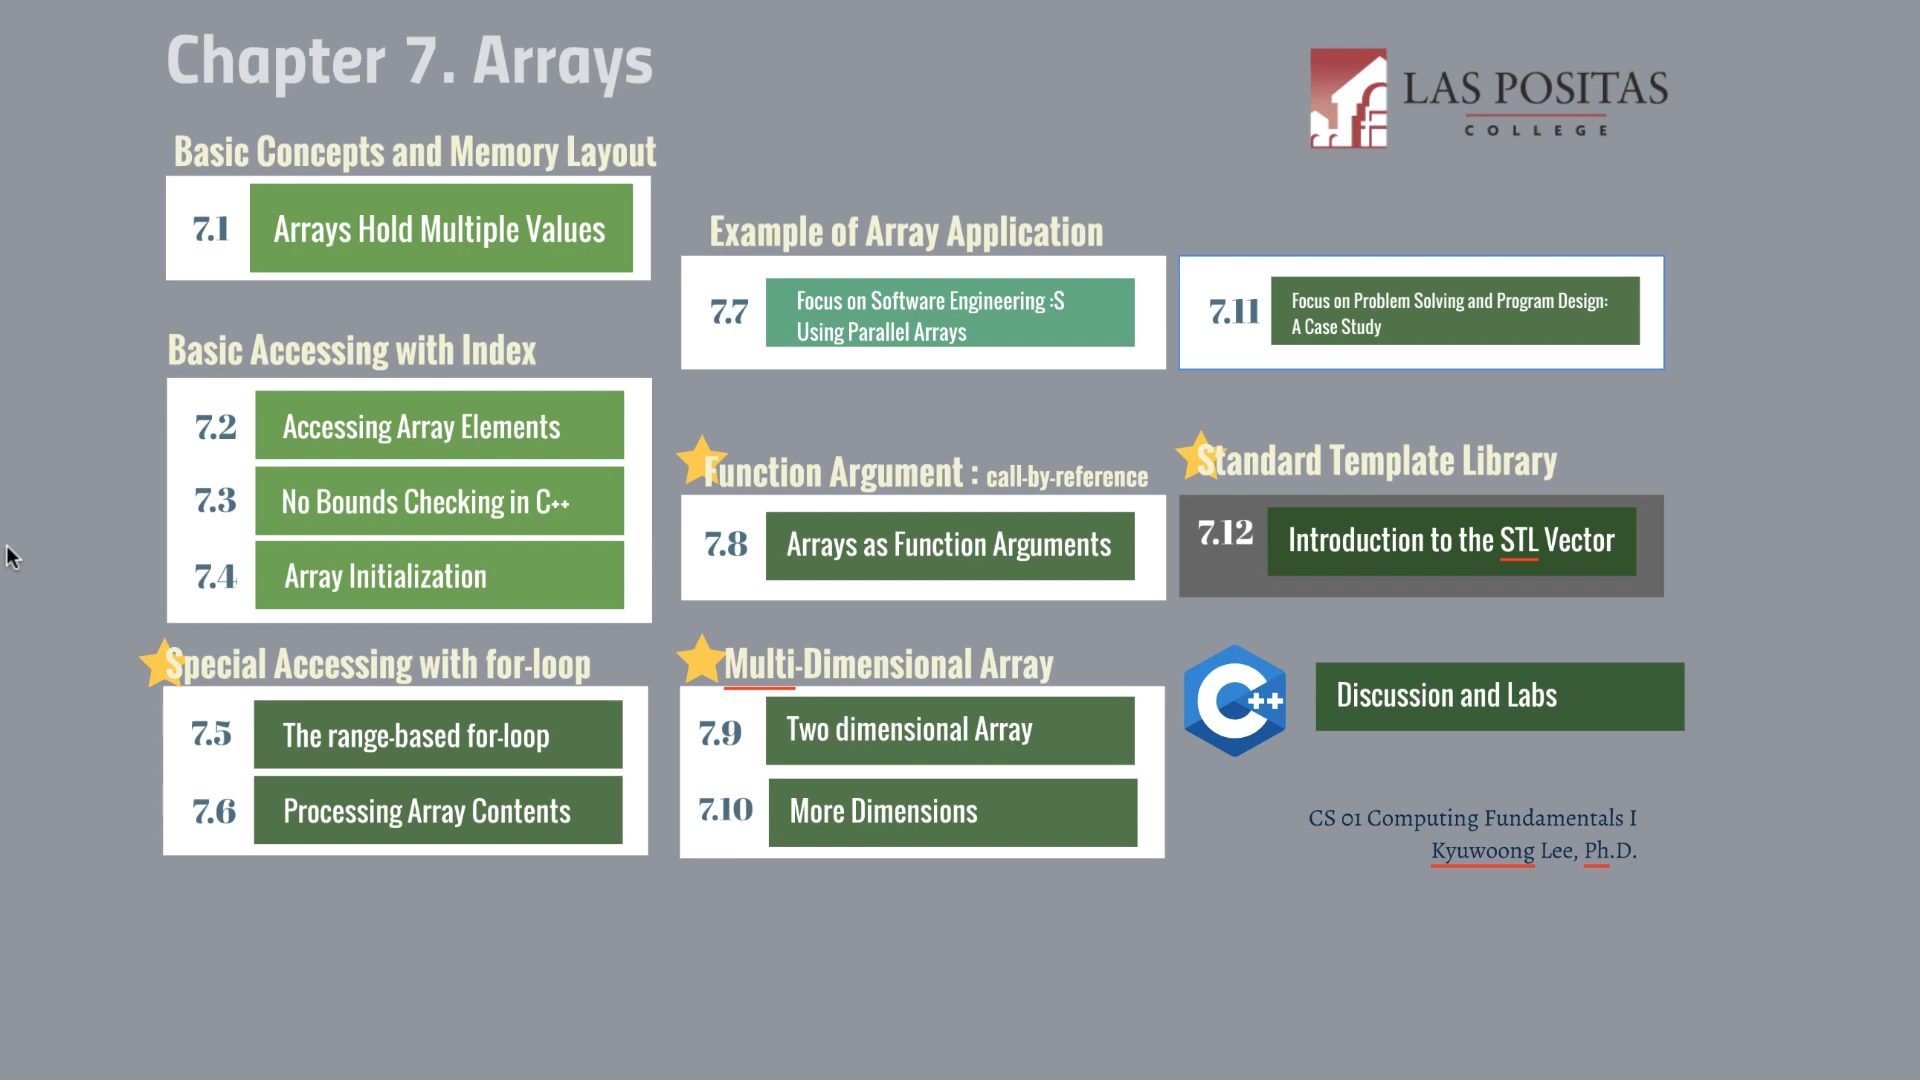 Chapter 7. Arrays
LAS POSITAS
COLLEGE
Basic Concepts and Memory Layout
7.1 Arrays Hold Multiple Values
Basic Accessing with Index
7.2 Accessing Array Elements
7.3 No Bounds Checking in C++
7.4 Array Initialization
Special Accessing with for-loop
7.5 The range-based for-loop
7.6 Processing Array Contents
Example of Array Application
7.7 Focus on Software Engineering :S
Using Parallel Arrays
7.11 Focus on Problem Solving and Program Design:
A Case Study
Function Argument : call-by-reference
7.8 Arrays as Function Arguments
Multi-Dimensional Array
7.9 Two dimensional Array
7.10 More Dimensions
Standard Template Library
7.12 Introduction to the STL Vector
C++
Discussion and Labs
CS 01 Computing Fundamentals I
Kyuwoong Lee, Ph.D.